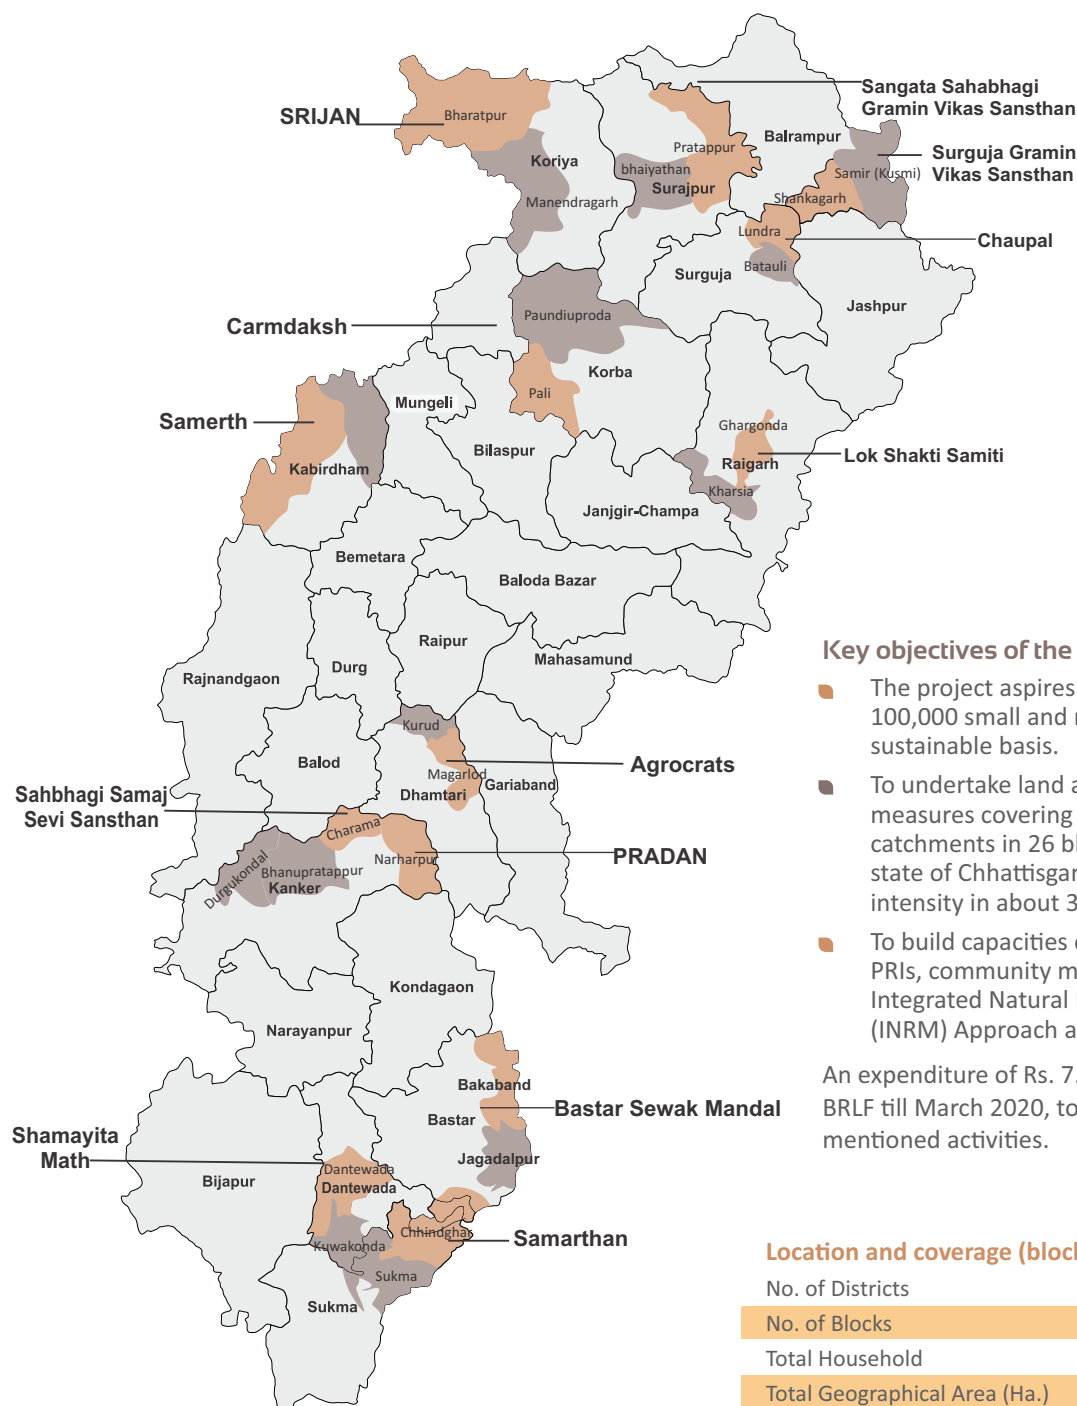 Sangata Sahabhagi
Gramin Vikas Sansthan
SRIJAN
Bharatpur
Balrampur
Pratappur
Surguja Gramin
Vikas Sansthan
Koriya
bhaiyathan
Samir (Kusmi)
Surajpur
Manendragarh
Shankagarh
Lundra
Chaupal
Batauli
Surguja
Jashpur
Paundiuproda
Carmdaksh
Korba
Pali
Mungeli
Samerth
Ghargonda
Bilaspur
Lok Shakti Samiti
Kabirdham
Raigarh
Kharsia
Janjgir-Champa
Bemetara
Baloda Bazar
Raipur
Mahasamund
Durg
Rajnandgaon
Key objectives of the
The project aspires
100,000 small and
sustainable basis.
Kurud
Balod
Agrocrats
Magarlod
Gariaband
Dhamtari
To undertake land a
measures covering
catchments in 26 bl
state of Chhattisgar
intensity in about 3
Sahbhagi Samaj
Sevi Sansthan
Charama
Narharpur
PRADAN
Durgukondal
Bhanupratappur
Kanker
To build capacities
PRIs, community m
Integrated Natural
(INRM) Approach a
Kondagaon
Narayanpur
An expenditure of Rs. 7.
BRLF till March 2020, to
mentioned activities.
Bakaband
Bastar
Bastar Sewak Mandal
Shamayita
Math
Jagadalpur
Dantewada
Dantewada
Bijapur
Chhindghar
Samarthan
Kuwakonda
Sukma
Sukma
Location and coverage (bloc
No. of Districts
No. of Blocks
Total Household
Total Geographical Area (Ha.)